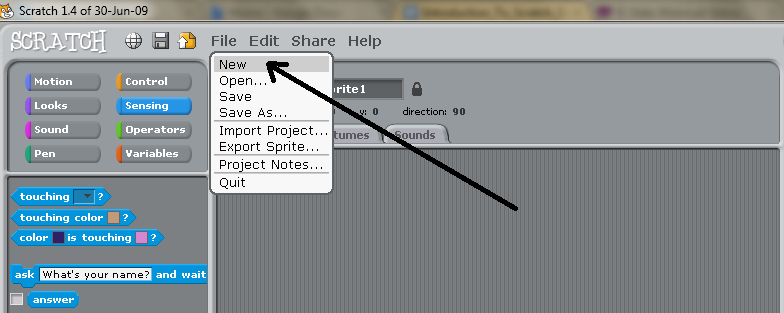 Scratch 1.4 of 30-Jun-09
SCRATCH File Edit Share Help
New
Open...
Save
Save As...
Import Project...
Export Sprite...
Project Notes...
Quit
Motion Control
Looks Sensing
Sound Operators
Pen Variables
prite1
y: 0 direction: 90
tumes Sounds
touching ?
touching color ?
color is touching ?
ask What's your name? and wait
answer